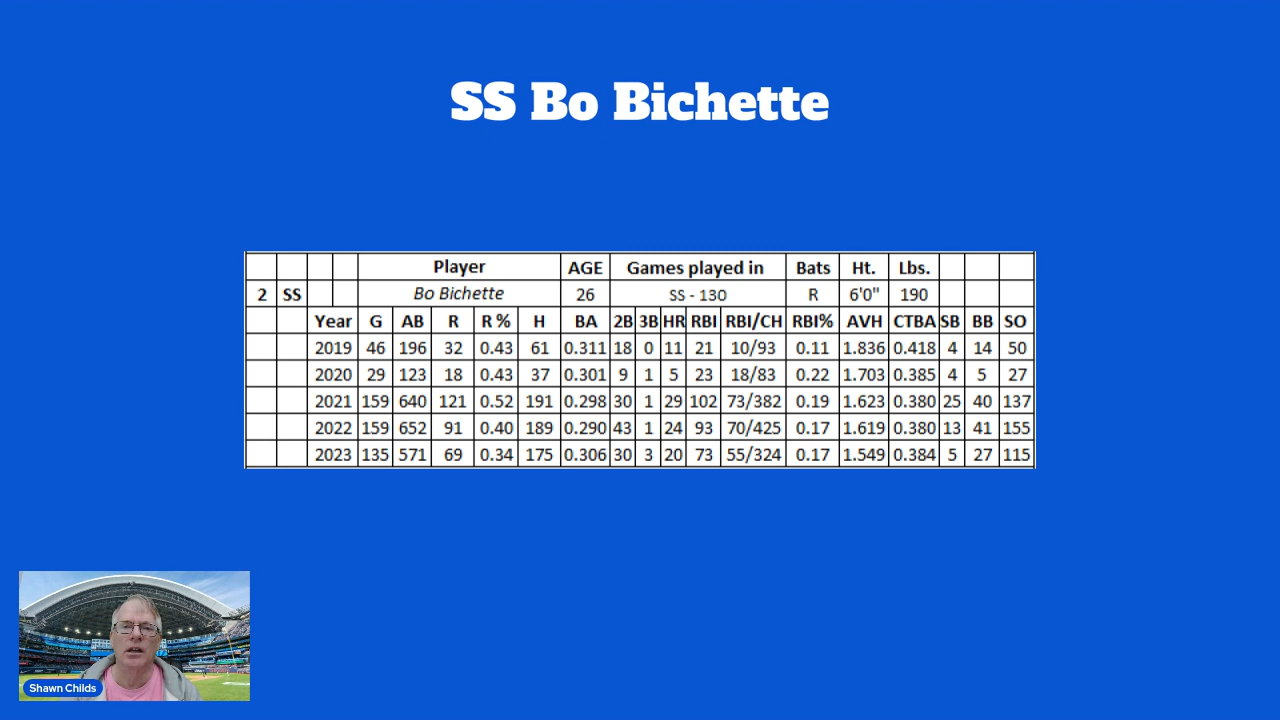 SS Bo Bichette
Player AGE Games played in Bats Ht. Lbs.
2 SS Bo Bichette 26 SS - 130 R 6'0" 190
Year G AB R R % H BA 2B 3B HR RBI RBI/CH RBI% AVH CTBA SB BB SO
2019 46 196 32 0.43 61 0.311 18 0 11 21 10/93 0.11 1.836 0.418 4 14 50
2020 29 123 18 0.43 37 0.301 9 1 5 23 18/83 0.22 1.703 0.385 4 5 27
2021 159 640 121 0.52 191 0.298 30 1 29 102 73/382 0.19 1.623 0.380 25 40 137
2022 159 652 91 0.40 189 0.290 43 1 24 93 70/425 0.17 1.619 0.380 13 41 155
2023 135 571 69 0.34 175 0.306 30 3 20 73 55/324 0.17 1.549 0.384 5 27 115
Shawn Childs